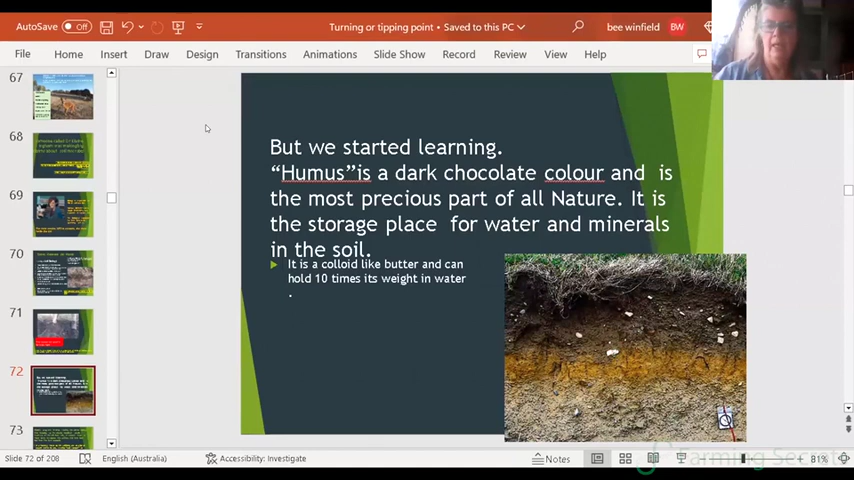 AutoSave Off
Turning or tipping point • Saved to this PC
bee winfield BW
File Home Insert Draw Design Transitions Animations Slide Show Record Review View Help
67
68
69
70
71
72
73
But we started learning.
“Humus”is a dark chocolate colour and is
the most precious part of all Nature. It is
the storage place for water and minerals
in the soil.
It is a colloid like butter and can
hold 10 times its weight in water
.
Slide 72 of 208 English (Australia) Accessibility: Investigate Notes 81%
Farming Secrets